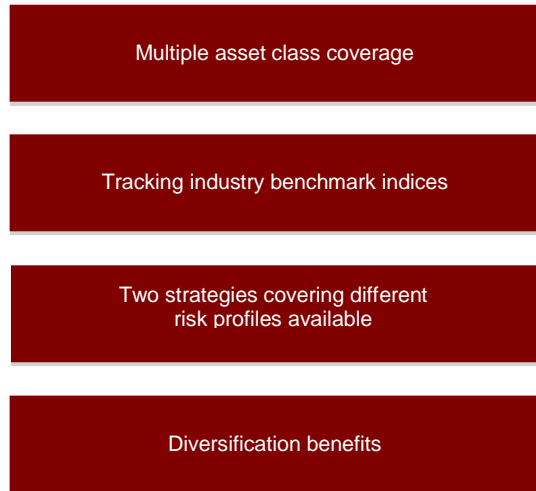 Multiple asset class coverage
Tracking industry benchmark indices
Two strategies covering different
risk profiles available
Diversification benefits